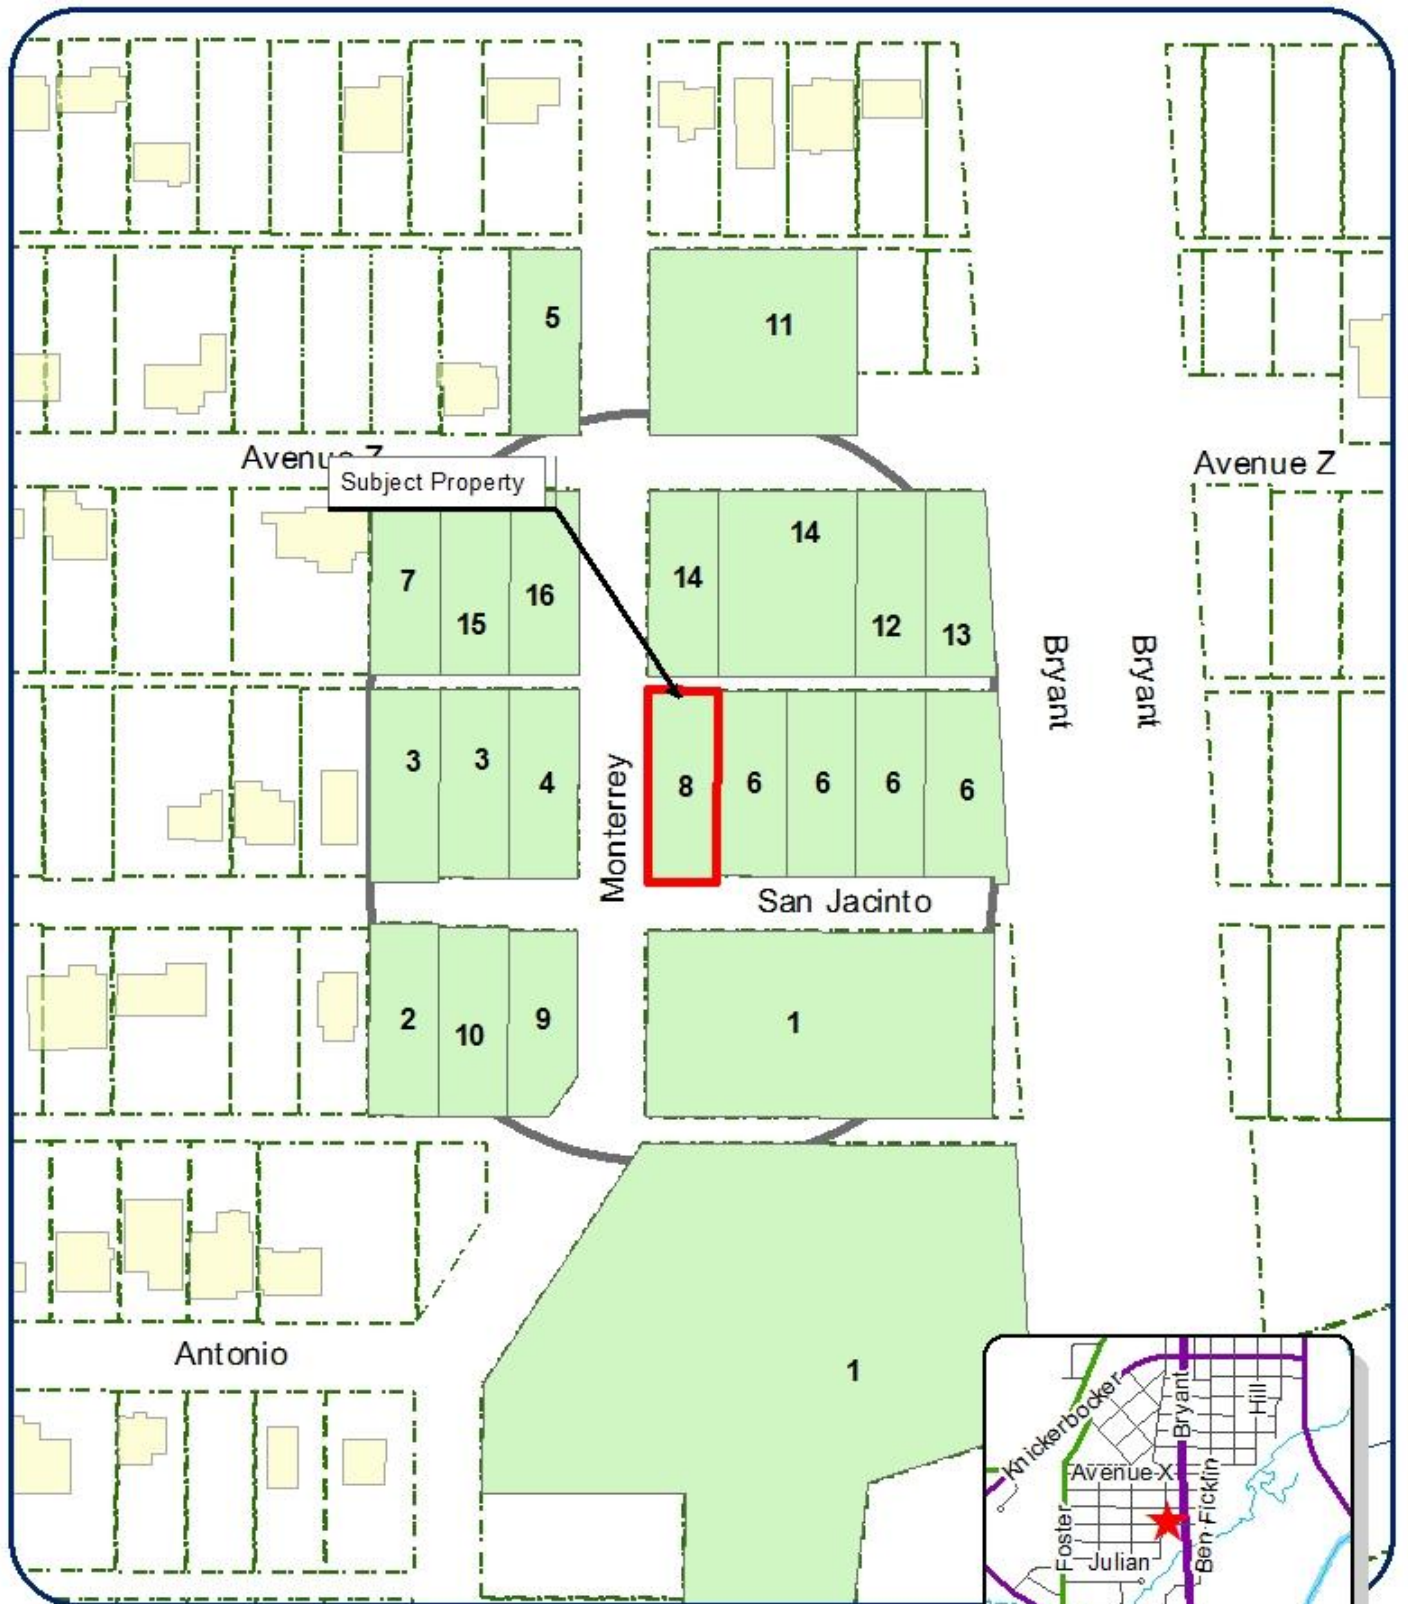 5
11
Avenue Z
Avenue Z
Subject Property
14
7
14
16
15
12
13
Bryant
Bryant
3
3
4
Monterrey
8
6
6
6
6
San Jacinto
2
10
9
1
Antonio
1
Knickerbocker
Bryant
Hill
Avenue X
Foster
Ben Ficklin
Julian